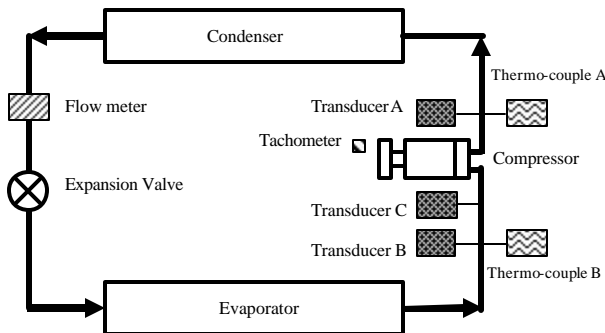 Condenser
Thermo-couple A
Flow meter
Transducer A
Tachometer
Compressor
Expansion Valve
Transducer C
Transducer B
Thermo-couple B
Evaporator